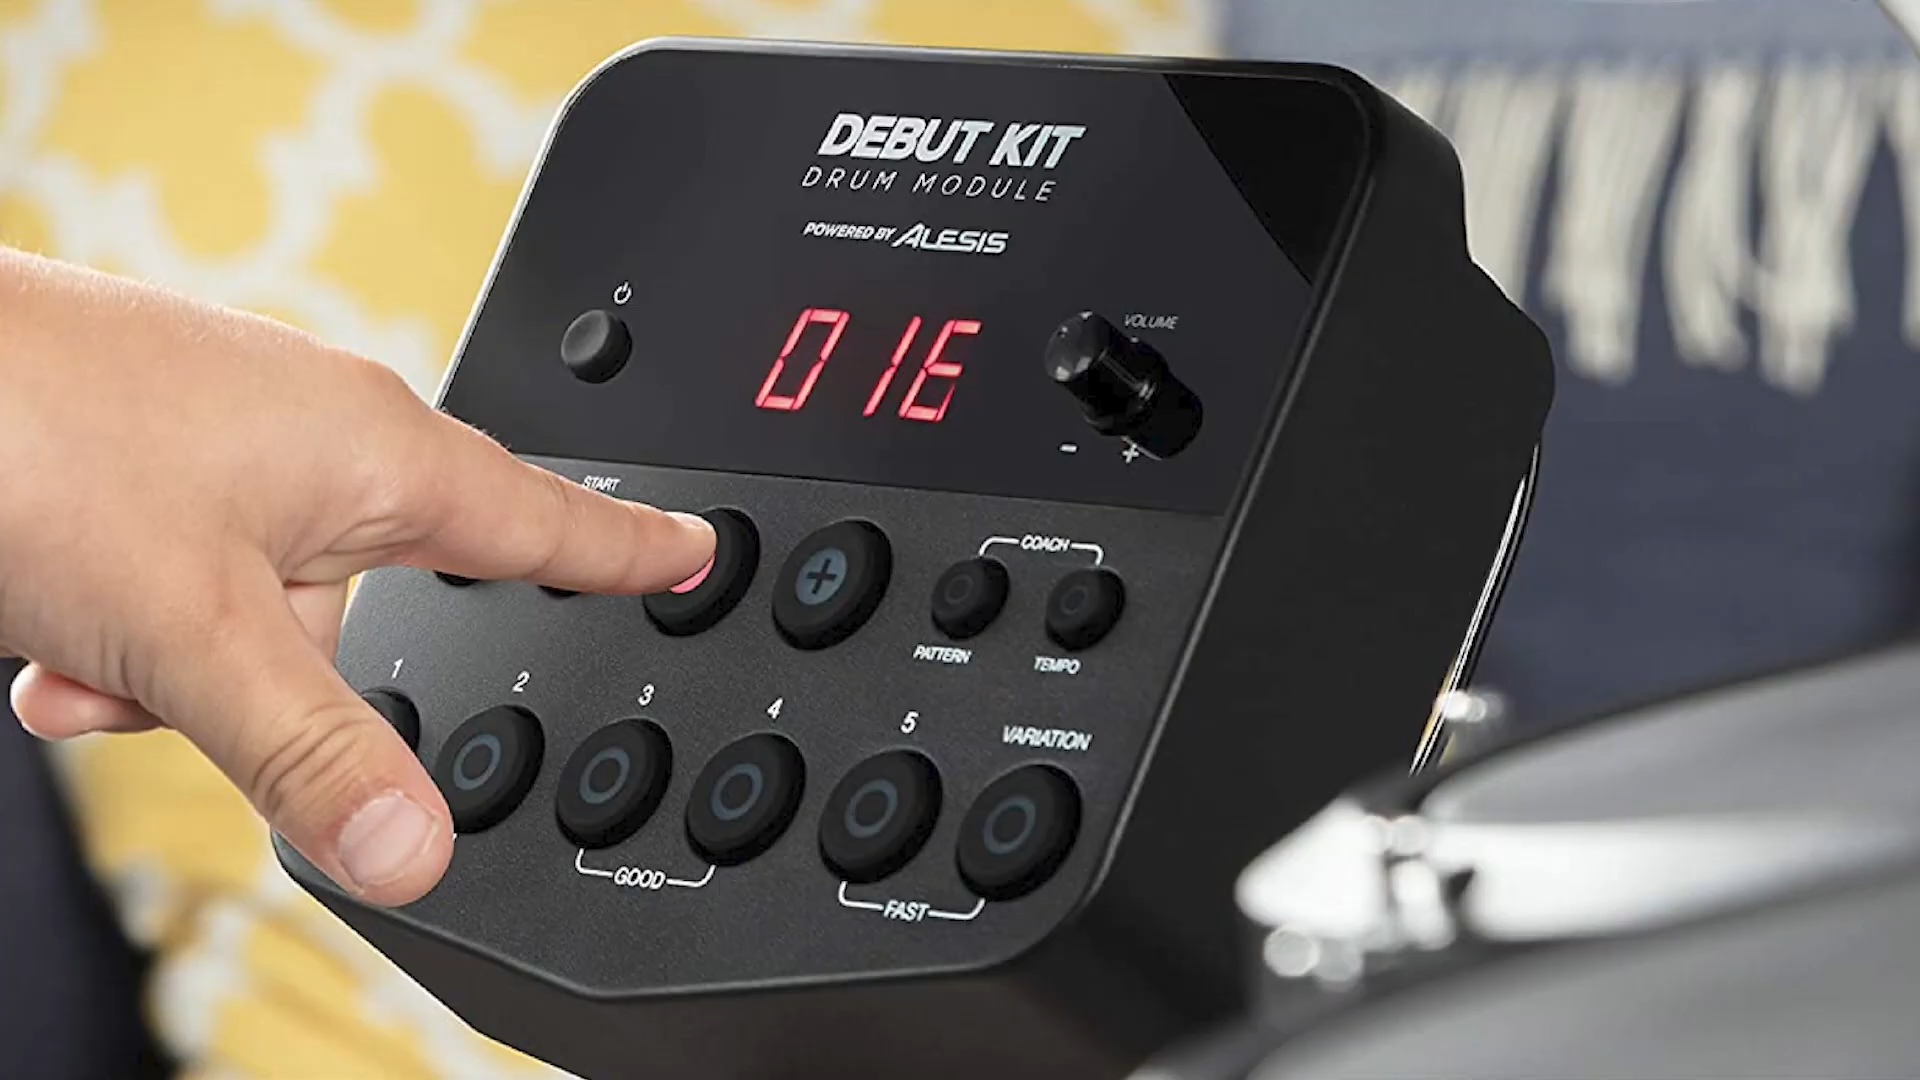 DEBUT KIT
DRUM MODULE
POWERED BY ALESIS
016
VOLUME
- +
START
+
COACH
PATTERN
TEMPO
1
2
3
4
5
VARIATION
GOOD
FAST